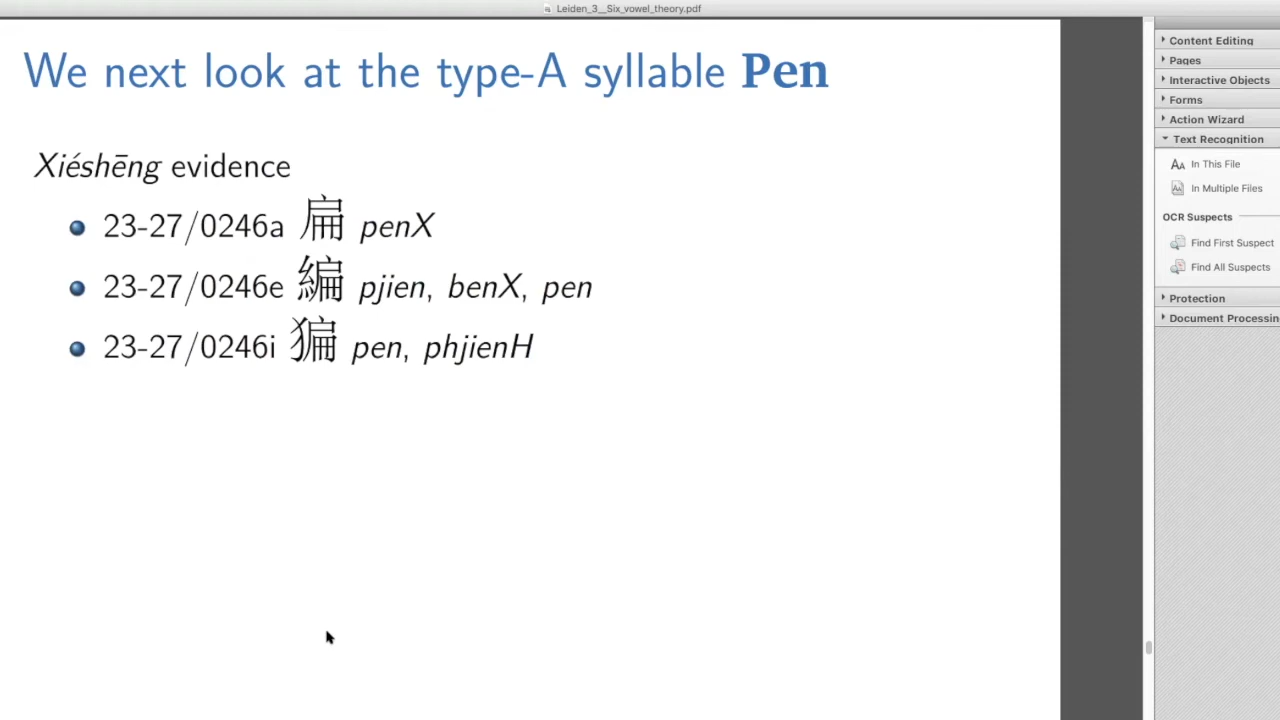 Leiden_3__Six_vowel_theory.pdf
We next look at the type-A syllable Pen
Xiéshēng evidence
23-27/0246a 扁 penX
23-27/0246e 編 pjien, benX, pen
23-27/0246i 猵 pen, phjienH
Content Editing
Pages
Interactive Objects
Forms
Action Wizard
Text Recognition
In This File
In Multiple Files
OCR Suspects
Find First Suspect
Find All Suspects
Protection
Document Processin